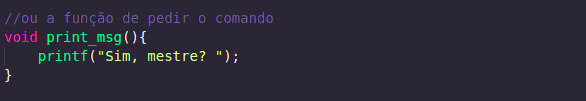 //ou a função de pedir o comando
void print_msg(){
    printf("Sim, mestre? ");
}